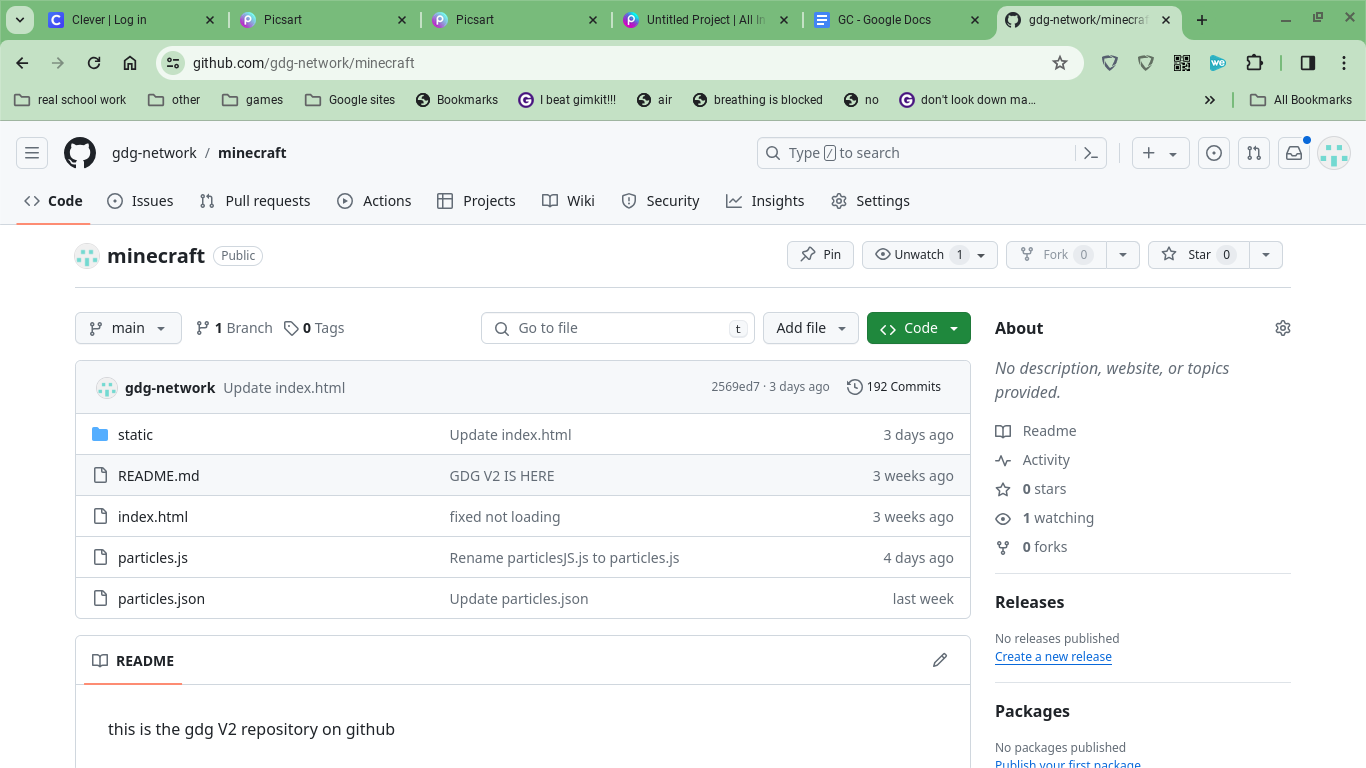 Clever | Log in
Picsart
Picsart
Untitled Project | All In
GC - Google Docs
gdg-network/minecraf
github.com/gdg-network/minecraft
real school work
other
games
Google sites
Bookmarks
I beat gimkit!!!
air
breathing is blocked
no
don't look down ma...
All Bookmarks
gdg-network / minecraft
Type / to search
Code
Issues
Pull requests
Actions
Projects
Wiki
Security
Insights
Settings
minecraft Public
Pin
Unwatch 1
Fork 0
Star 0
main
1 Branch
0 Tags
Go to file t
Add file
Code
gdg-network Update index.html 2569ed7 · 3 days ago 192 Commits
static Update index.html 3 days ago
README.md GDG V2 IS HERE 3 weeks ago
index.html fixed not loading 3 weeks ago
particles.js Rename particlesJS.js to particles.js 4 days ago
particles.json Update particles.json last week
README
this is the gdg V2 repository on github
About
No description, website, or topics
provided.
Readme
Activity
0 stars
1 watching
0 forks
Releases
No releases published
Create a new release
Packages
No packages published
Publish your first package